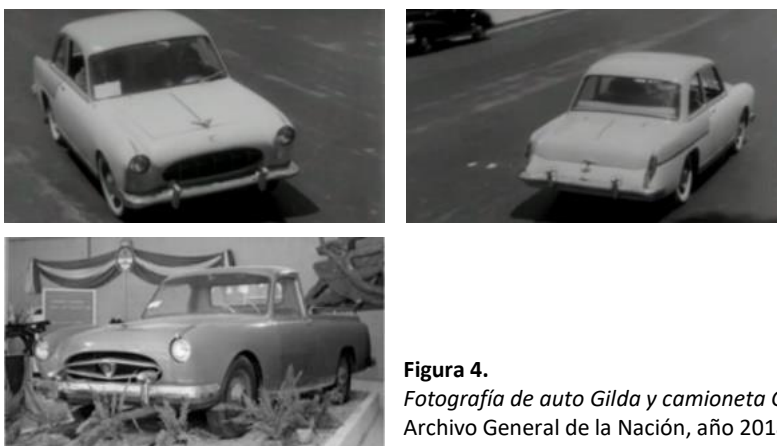 Figura 4.
Fotografía de auto Gilda y camioneta
Archivo General de la Nación, año